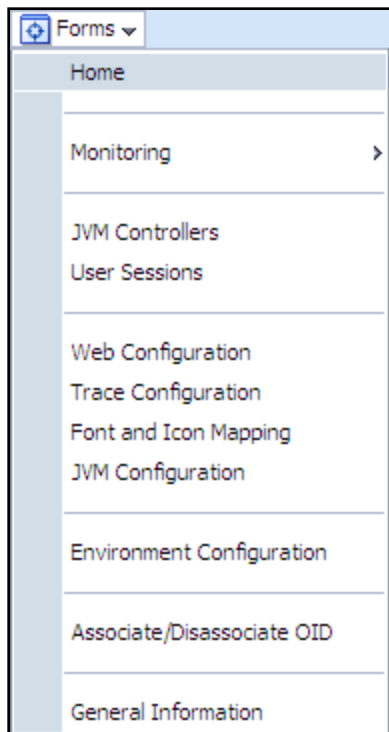 Forms
Home
Monitoring
JVM Controllers
User Sessions
Web Configuration
Trace Configuration
Font and Icon Mapping
JVM Configuration
Environment Configuration
Associate/Disassociate OID
General Information